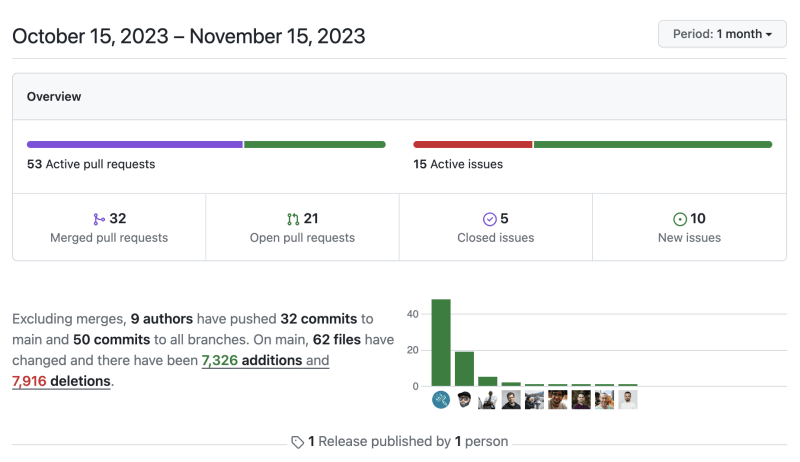 October 15, 2023 – November 15, 2023
Period: 1 month
Overview
53 Active pull requests
15 Active issues
32
Merged pull requests
21
Open pull requests
5
Closed issues
10
New issues
Excluding merges, 9 authors have pushed 32 commits to
main and 50 commits to all branches. On main, 62 files have
changed and there have been 7,326 additions and
7,916 deletions.
40
20
0
1 Release published by 1 person